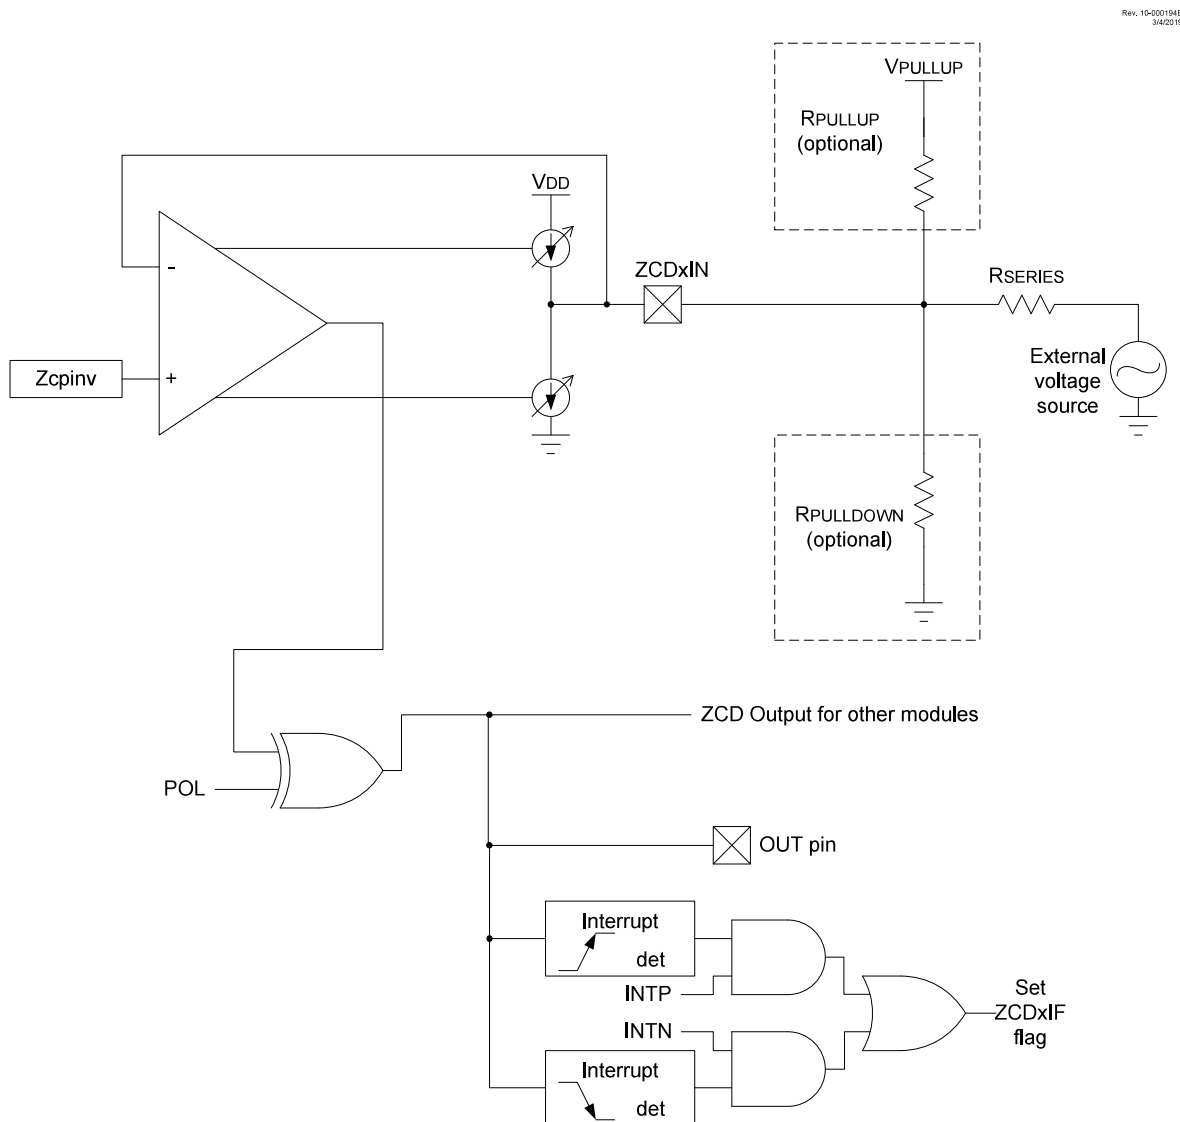 Rev. 10-000194B
3/4/2019
VPULLUP
RPULLUP
(optional)
VDD
-
ZCDxIN
RSERIES
Zcpinv
+
External
voltage
source
RPULLDOWN
(optional)
ZCD Output for other modules
POL
OUT pin
Interrupt
det
INTP
Set
ZCDxIF
flag
INTN
Interrupt
det